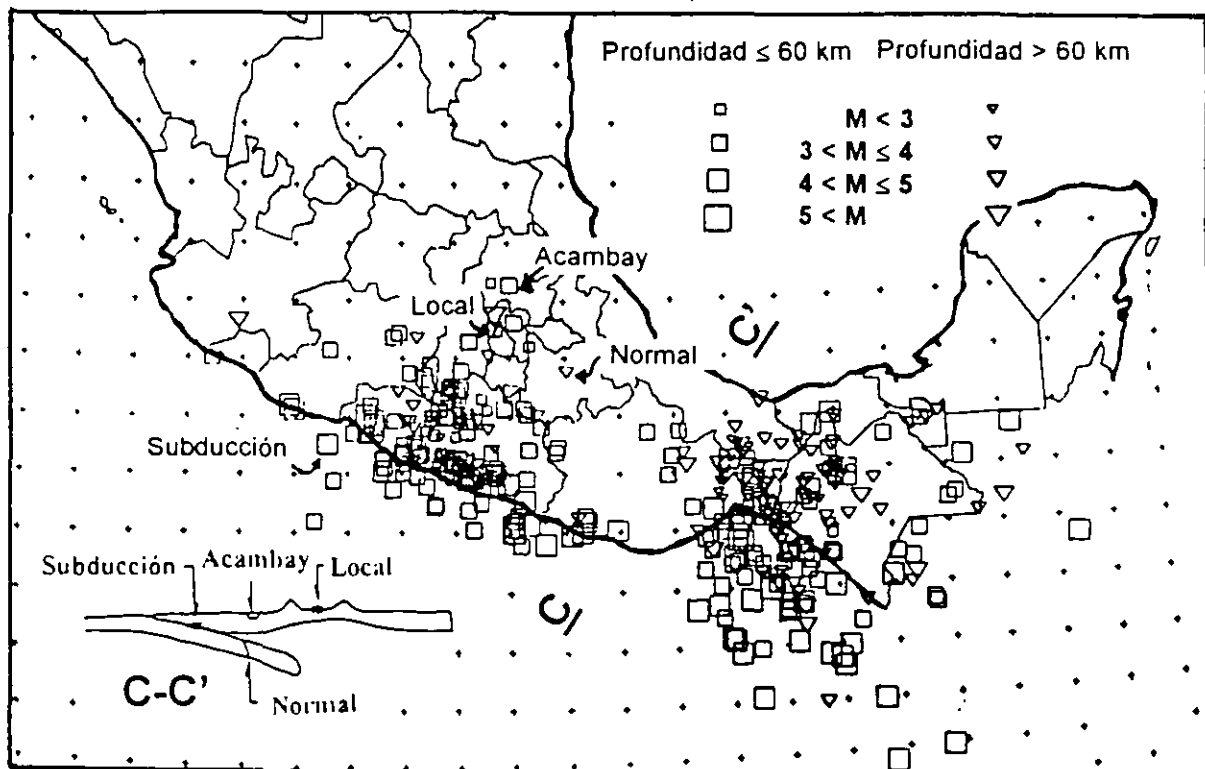 Profundidad ≤ 60 km Profundidad > 60 km
M < 3
3 < M ≤ 4
4 < M ≤ 5
5 < M
Acambay
Local
Normal
C'
Subducción
C
Subducción Acambay Local
C-C'
Normal